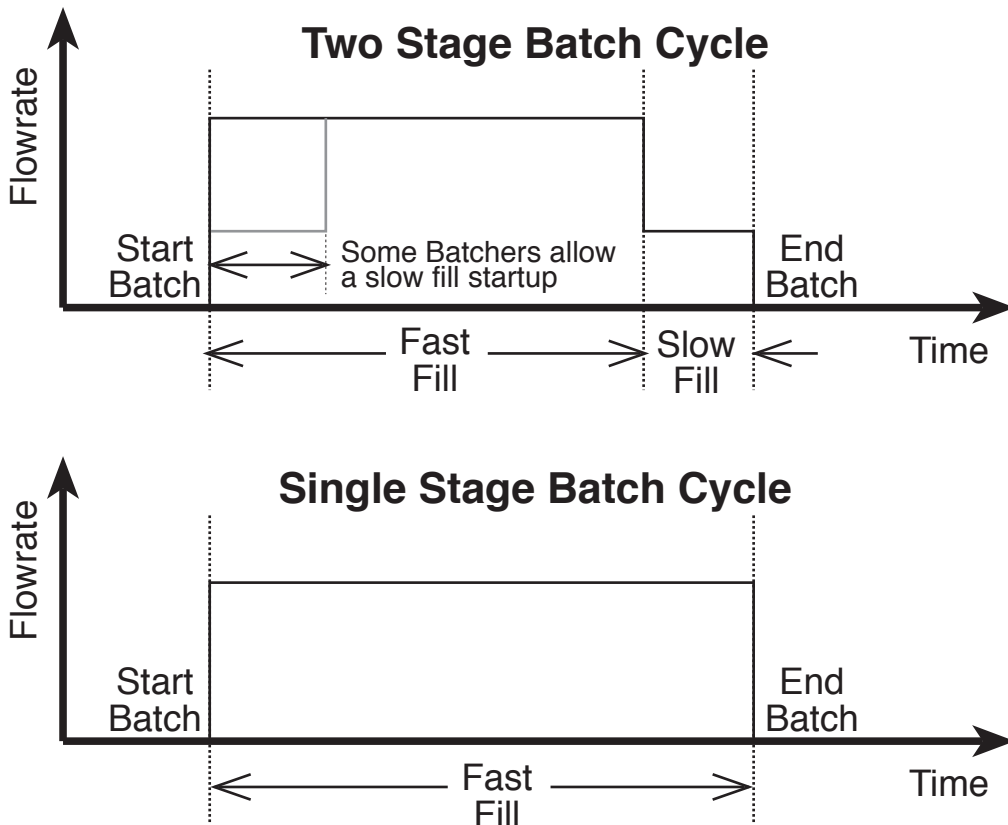 Two Stage Batch Cycle
Flowrate
Start
Batch
Some Batchers allow
a slow fill startup
End
Batch
Fast
Fill
Slow
Fill
Time
Single Stage Batch Cycle
Flowrate
Start
Batch
End
Batch
Fast
Fill
Time